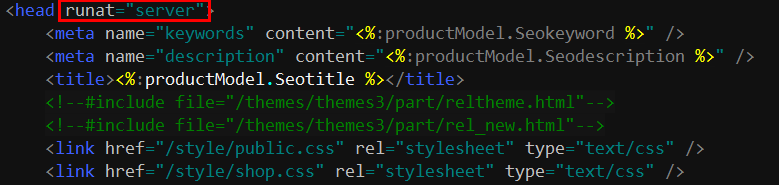 <head runat="server">
<meta name="keywords" content="<%:productModel.Seokeyword %>" />
<meta name="description" content="<%:productModel.Seodescription %>" />
<title><%:productModel.Seotitle %></title>
<!--#include file="/themes/themes3/part/reltheme.html"-->
<!--#include file="/themes/themes3/part/rel_new.html"-->
<link href="/style/public.css" rel="stylesheet" type="text/css" />
<link href="/style/shop.css" rel="stylesheet" type="text/css" />